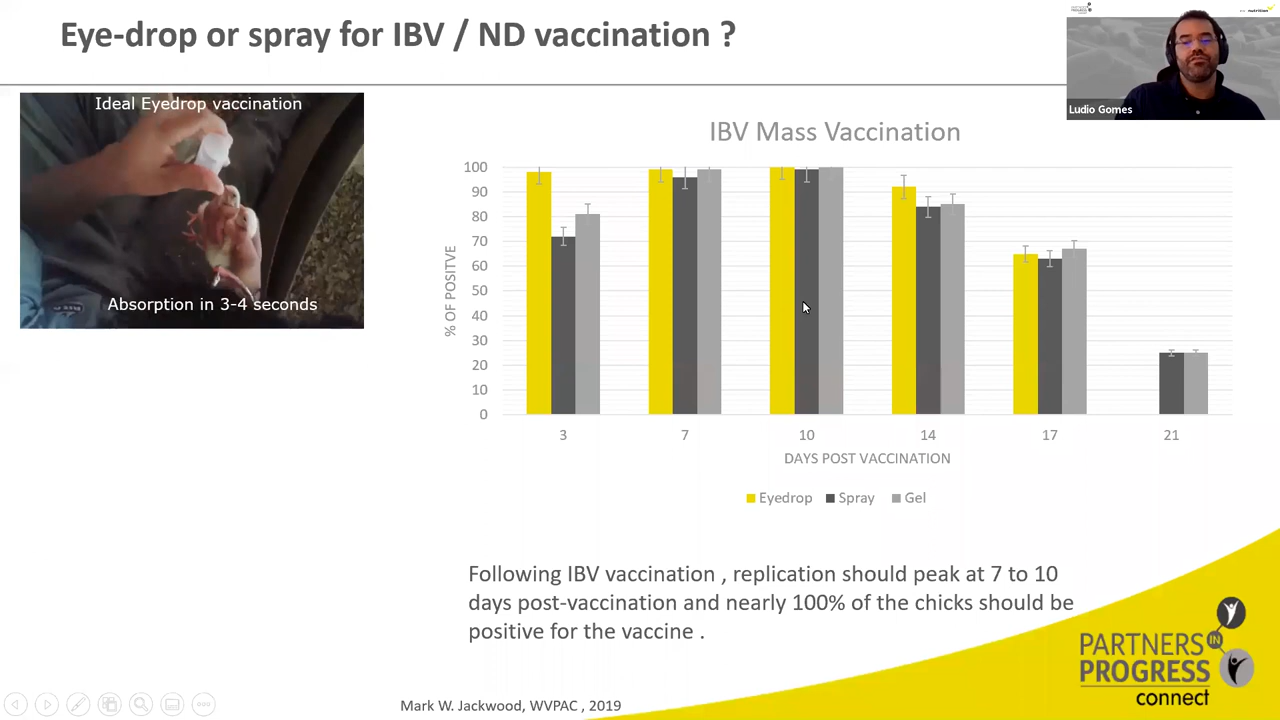 Eye-drop or spray for IBV / ND vaccination ?
Ludio Gomes
Ideal Eyedrop vaccination
Absorption in 3-4 seconds
IBV Mass Vaccination
% OF POSITVE
100
90
80
70
60
50
40
30
20
10
0
3 7 10 14 17 21
DAYS POST VACCINATION
Eyedrop Spray Gel
Following IBV vaccination , replication should peak at 7 to 10
days post-vaccination and nearly 100% of the chicks should be
positive for the vaccine .
Mark W. Jackwood, WVPAC , 2019
PARTNERS IN
PROGRESS
connect